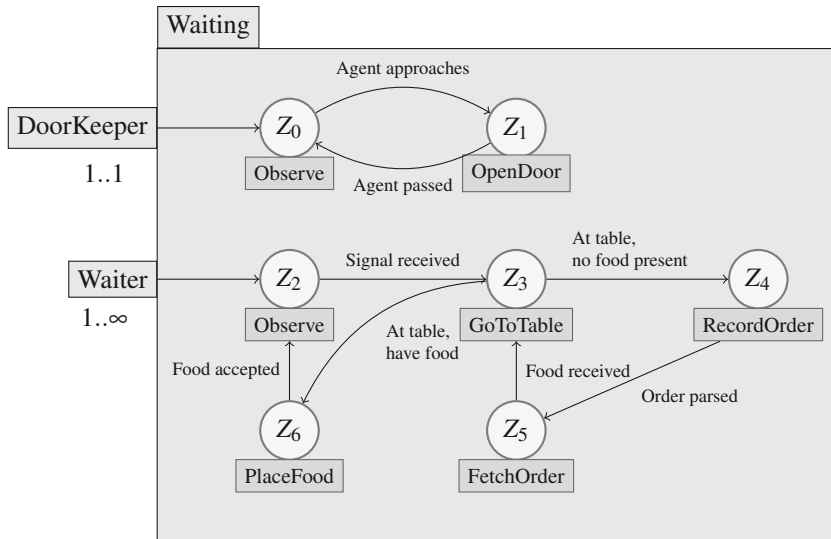 Waiting
Agent approaches
DoorKeeper
Z0
Z1
1..1
Observe
OpenDoor
Agent passed
At table,
no food present
Waiter
Z2
Signal received
Z3
Z4
1..∞
Observe
At table,
have food
GoToTable
RecordOrder
Food accepted
Food received
Order parsed
Z6
Z5
PlaceFood
FetchOrder